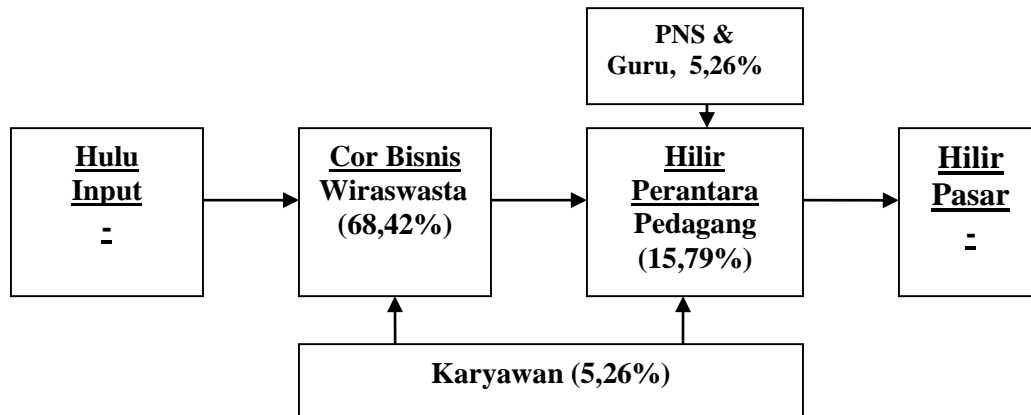 PNS &
Guru, 5,26%
Hulu
Input
-
Cor Bisnis
Wiraswasta
(68,42%)
Hilir
Perantara
Pedagang
(15,79%)
Hilir
Pasar
-
Karyawan (5,26%)